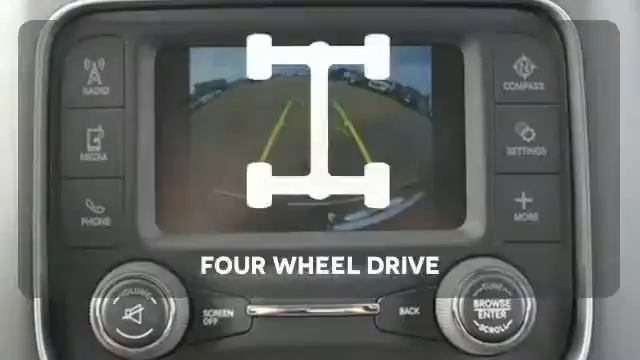 RADIO
MEDIA
PHONE
N
COMPASS
SETTINGS
MORE
FOUR WHEEL DRIVE
VOLUME
SCREEN
OFF
BACK
TUNE
BROWSE
ENTER
SCROLL